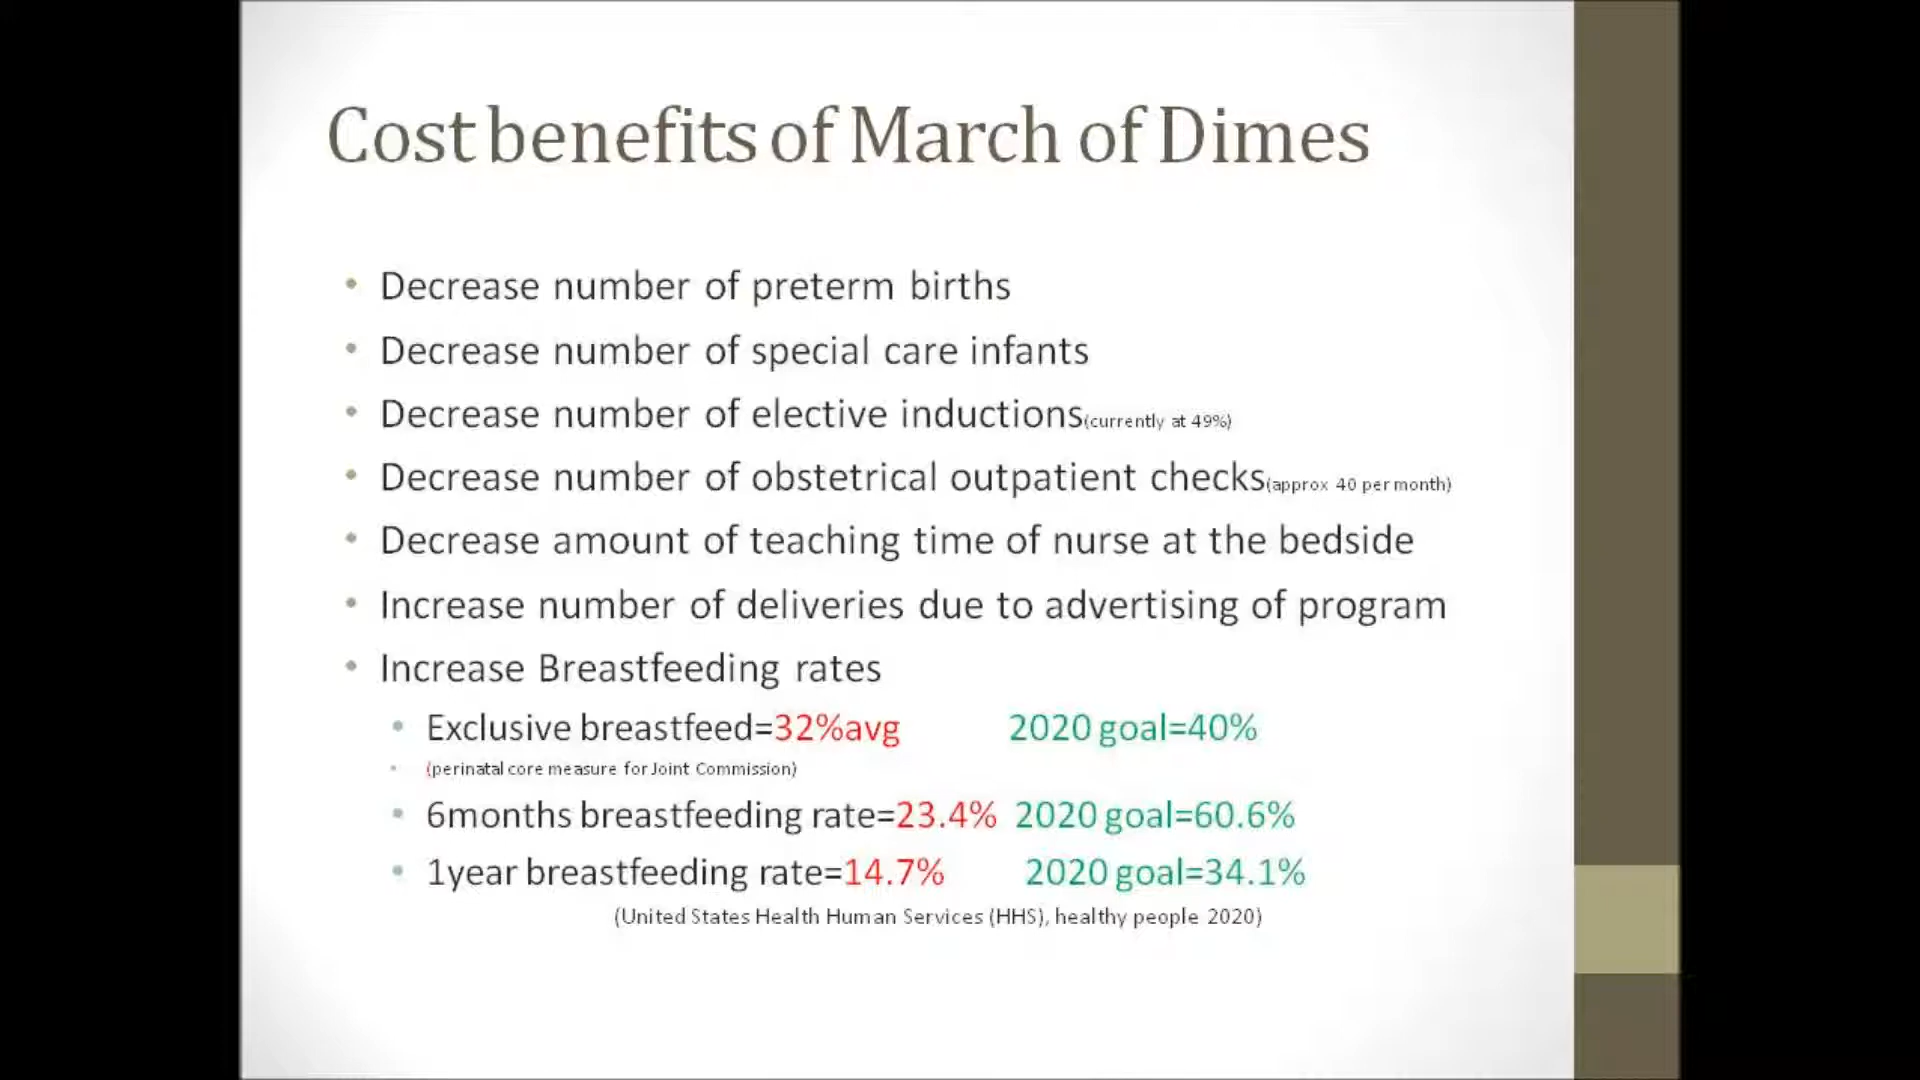 Cost benefits of March of Dimes
• Decrease number of preterm births
• Decrease number of special care infants
• Decrease number of elective inductions(currently at 49%)
• Decrease number of obstetrical outpatient checks(approx 40 per month)
• Decrease amount of teaching time of nurse at the bedside
• Increase number of deliveries due to advertising of program
• Increase Breastfeeding rates
• Exclusive breastfeed=32%avg 2020 goal=40%
• (perinatal core measure for Joint Commission)
• 6months breastfeeding rate=23.4% 2020 goal=60.6%
• 1year breastfeeding rate=14.7% 2020 goal=34.1%
(United States Health Human Services (HHS), healthy people 2020)